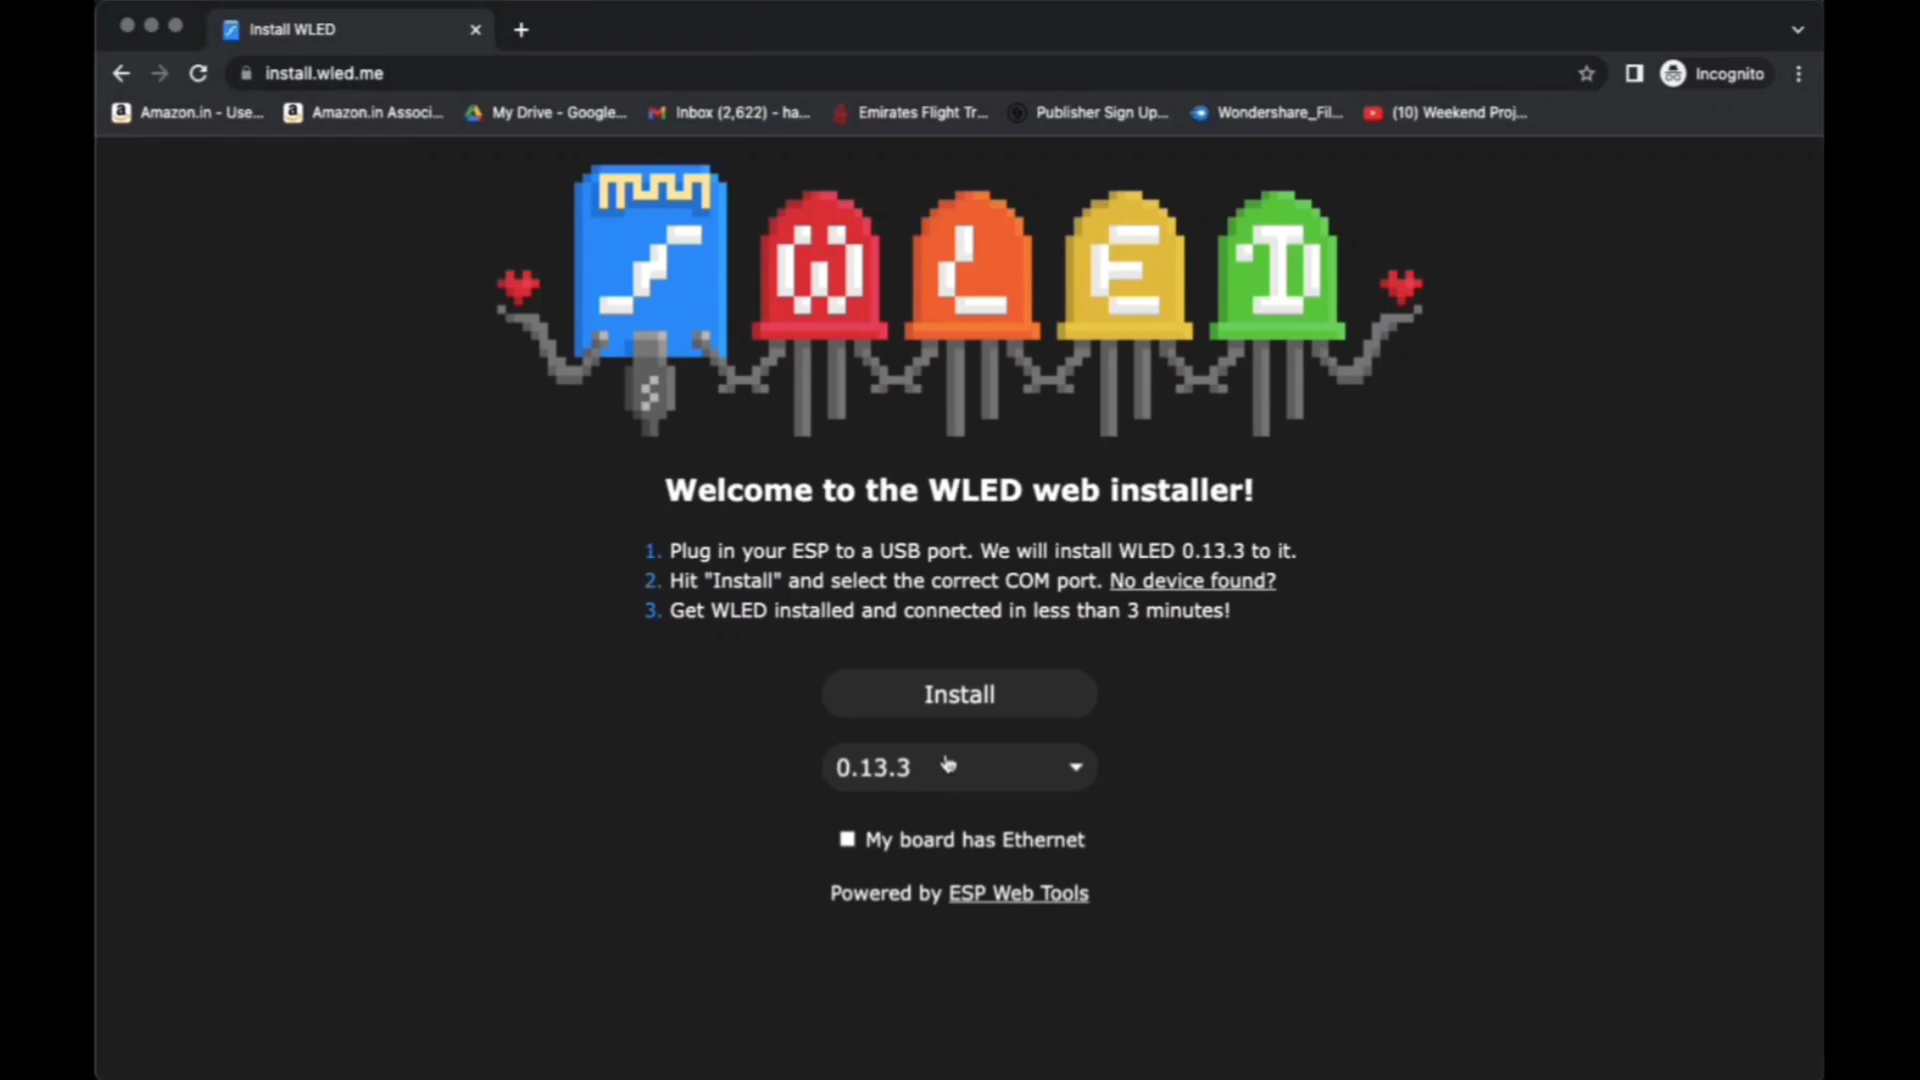 Install WLED
install.wled.me
Incognito
Amazon.in - Use...
Amazon.in Associ...
My Drive - Google...
Inbox (2,622) - ha...
Emirates Flight Tr...
Publisher Sign Up...
Wondershare_Fil...
(10) Weekend Proj...
W L E D
Welcome to the WLED web installer!
1. Plug in your ESP to a USB port. We will install WLED 0.13.3 to it.
2. Hit "Install" and select the correct COM port. No device found?
3. Get WLED installed and connected in less than 3 minutes!
Install
0.13.3
My board has Ethernet
Powered by ESP Web Tools